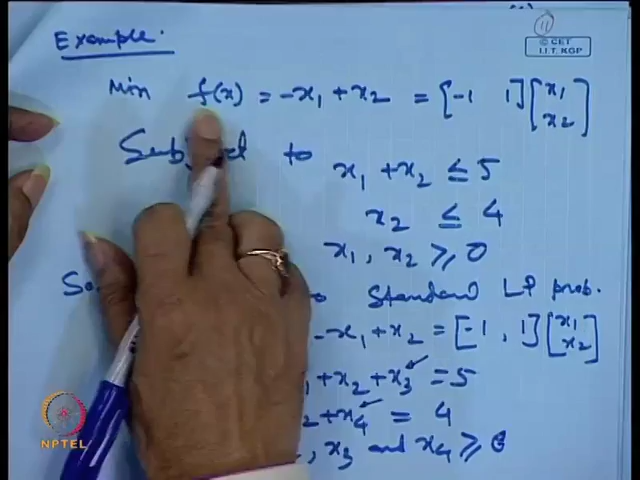 11
© CET
I.I.T. KGP
Example.
Min f(x) = -x₁ + x₂ = [-1 1] [x₁ x₂]
to
x₁ + x₂ ≤ 5
x₂ ≤ 4
x₁, x₂ ≥ 0
Standard LP prob.
-x₁ + x₂ = [-1, 1] [x₁ x₂]
+ x₂ + x₃ = 5
+ x₄ = 4
, x₃ and x₄ ≥ 0
NPTEL